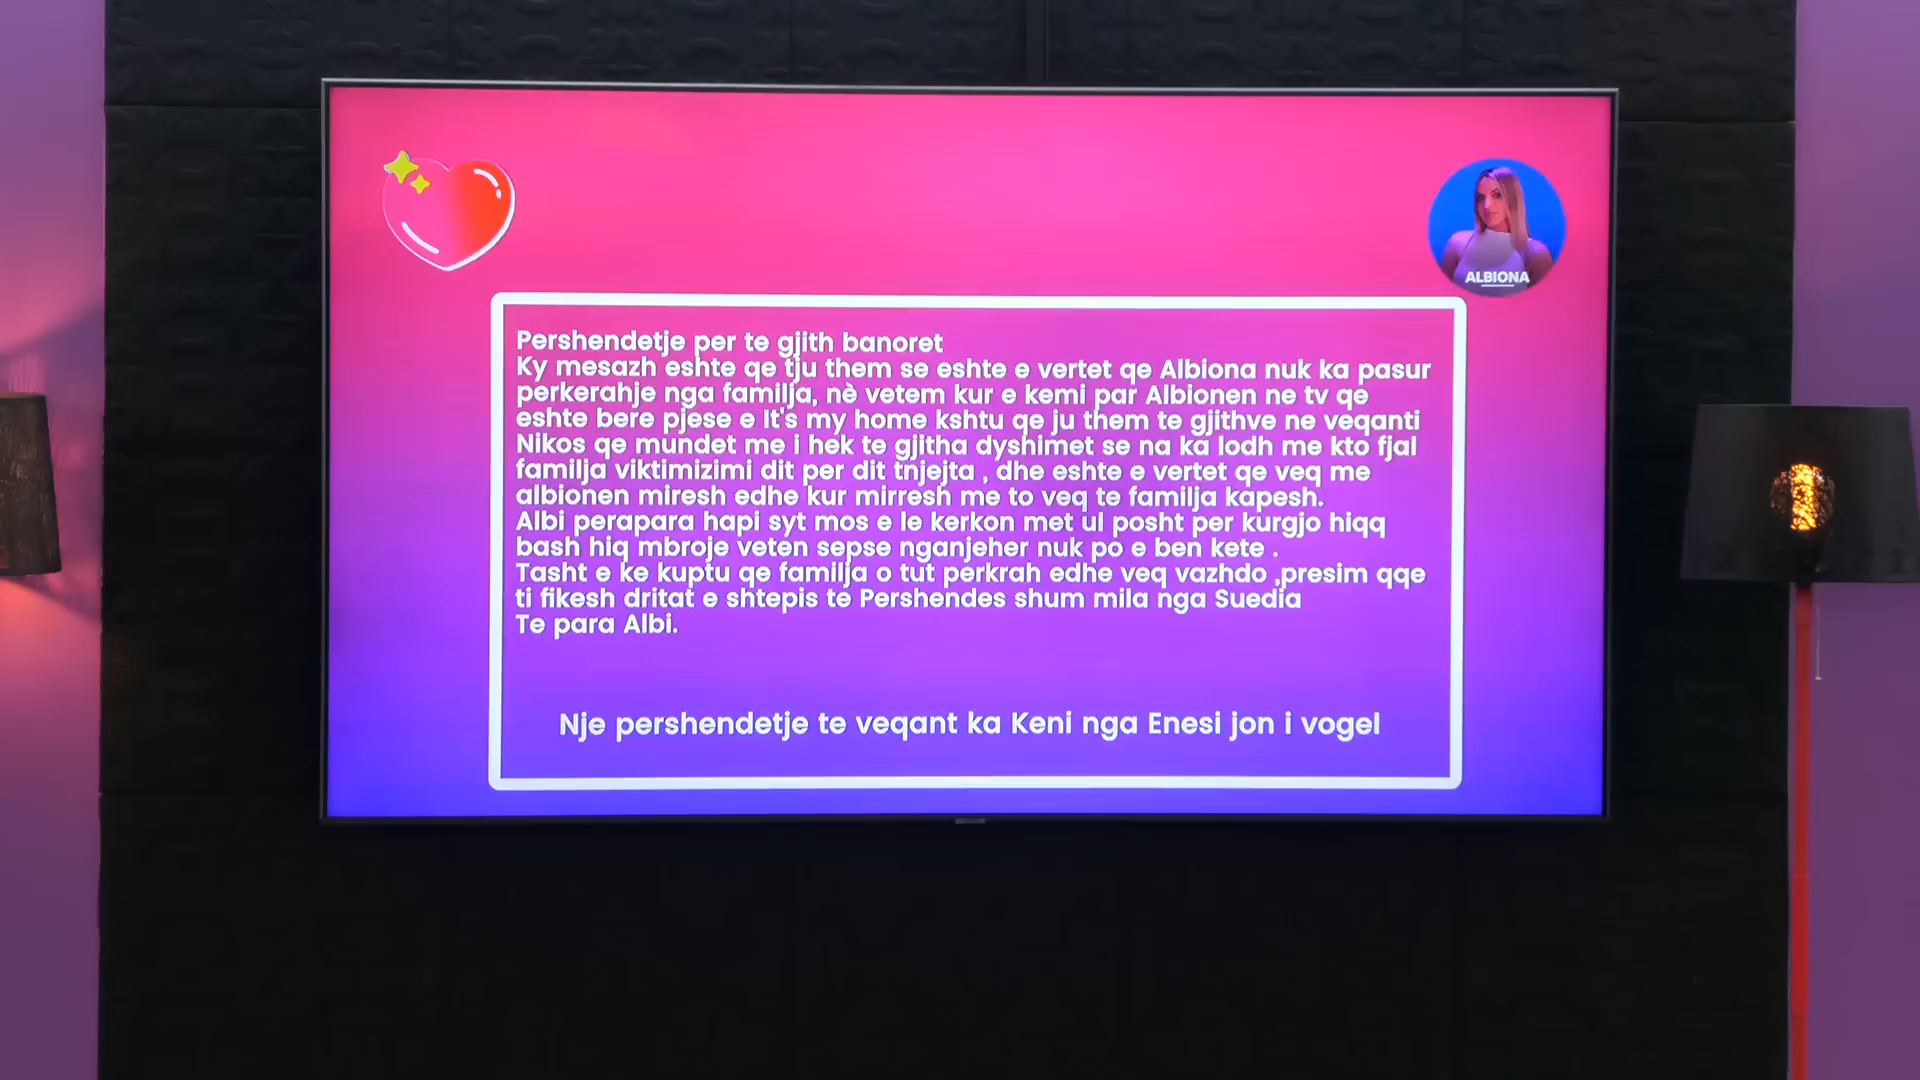 ALBIONA
Pershendetje per te gjith banoret
Ky mesazh eshte qe tju them se eshte e vertet qe Albiona nuk ka pasur
perkerahje nga familja, nè vetem kur e kemi par Albionen ne tv qe
eshte bere pjese e It's my home kshtu qe ju them te gjithve ne veqanti
Nikos qe mundet me i hek te gjitha dyshimet se na ka lodh me kto fjal
familja viktimizimi dit per dit tnjejta , dhe eshte e vertet qe veq me
albionen miresh edhe kur mirresh me to veq te familja kapesh.
Albi perapara hapi syt mos e le kerkon met ul posht per kurgjo hiqq
bash hiq mbroje veten sepse nganjeher nuk po e ben kete .
Tasht e ke kuptu qe familja o tut perkrah edhe veq vazhdo ,presim qqe
ti fikesh dritat e shtepis te Pershendes shum mila nga Suedia
Te para Albi.
Nje pershendetje te veqant ka Keni nga Enesi jon i vogel